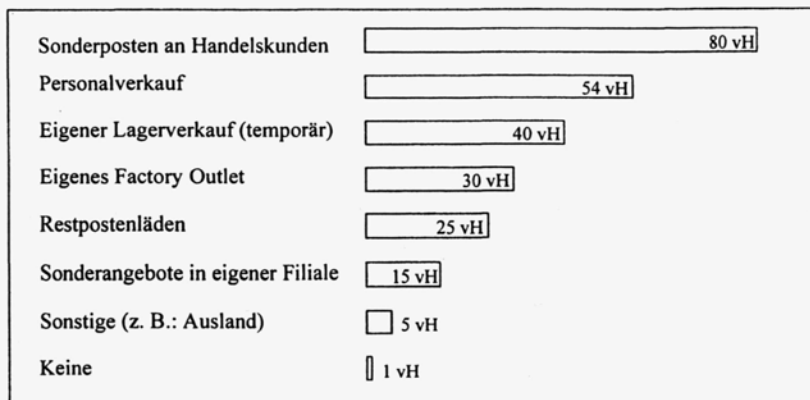 Sonderposten an Handelskunden 80 vH
Personalverkauf 54 vH
Eigener Lagerverkauf (temporär) 40 vH
Eigenes Factory Outlet 30 vH
Restpostenläden 25 vH
Sonderangebote in eigener Filiale 15 vH
Sonstige (z. B.: Ausland) 5 vH
Keine 1 vH